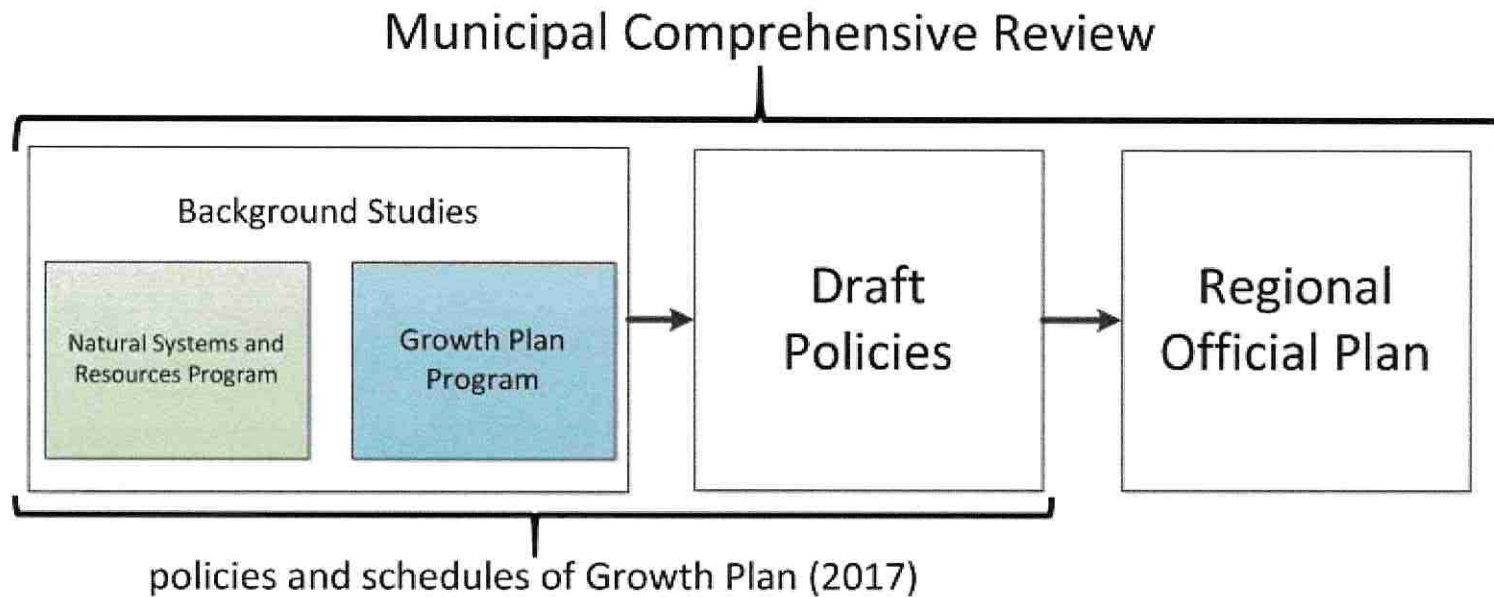 Municipal Comprehensive Review
Background Studies
Natural Systems and
Resources Program
Growth Plan
Program
Draft
Policies
Regional
Official Plan
policies and schedules of Growth Plan (2017)